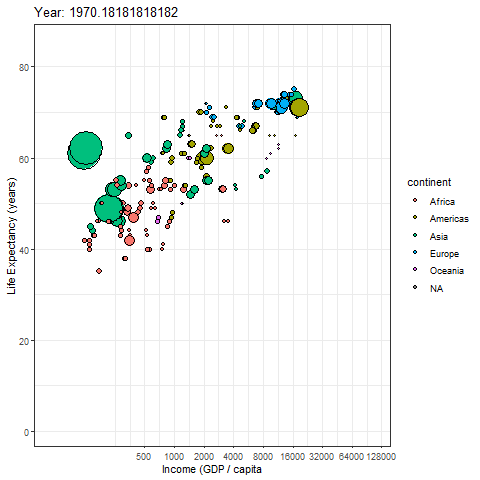 Year: 1970.18181818182
80
60
40
20
0
Life Expectancy (years)
500 1000 2000 4000 8000 16000 32000 64000 128000
Income (GDP / capita
continent
Africa
Americas
Asia
Europe
Oceania
NA